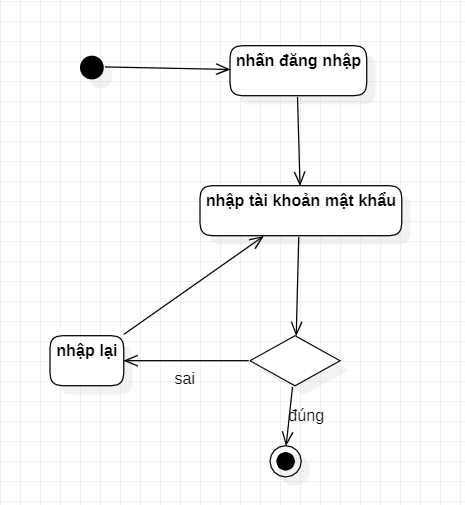 nhấn đăng nhập
nhập tài khoản mật khẩu
nhập lại
sai
đúng